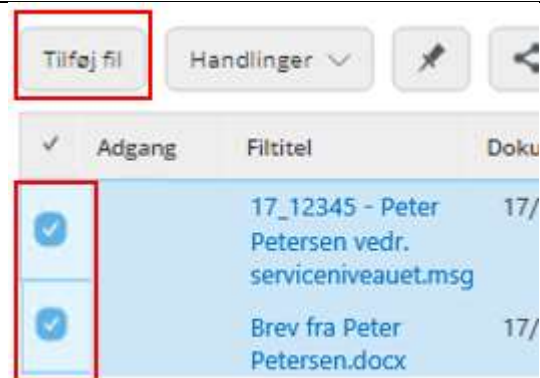 Tilføj fil
Handlinger
Adgang
Filtitel
Doku
17_12345 - Peter
17/
Petersen vedr.
serviceniveauet.msg
Brev fra Peter
17/
Petersen.docx